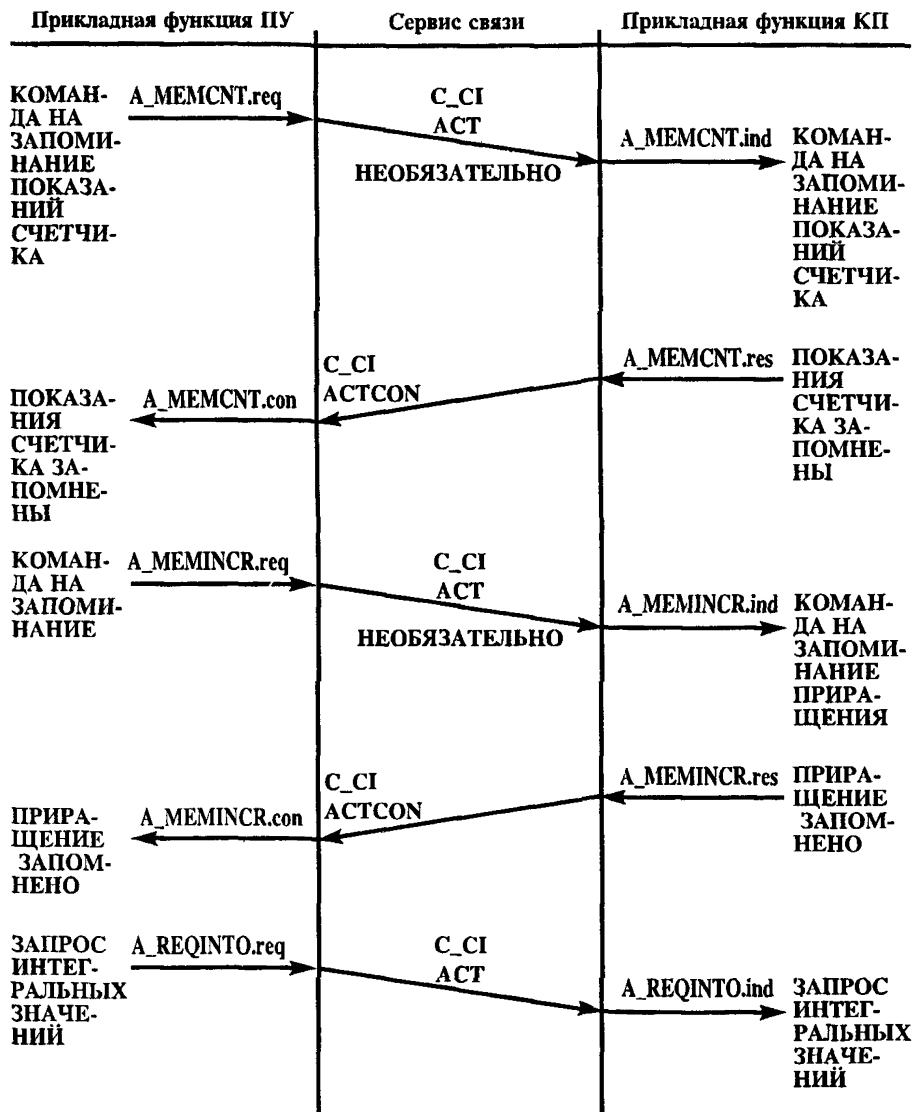 Прикладная функция ПУ
Сервис связи
Прикладная функция КП
КОМАН-
ДА НА
ЗАПОМИ-
НАНИЕ
ПОКАЗА-
НИЙ
СЧЕТЧИ-
КА
A_MEMCNT.req
C_CI
ACT
НЕОБЯЗАТЕЛЬНО
A_MEMCNT.ind
КОМАН-
ДА НА
ЗАПОМИ-
НАНИЕ
ПОКАЗА-
НИЙ
СЧЕТЧИ-
КА
ПОКАЗА-
НИЯ
СЧЕТЧИ-
КА ЗА-
ПОМНЕ-
НЫ
A_MEMCNT.con
C_CI
ACTCON
A_MEMCNT.res
ПОКАЗА-
НИЯ
СЧЕТЧИ-
КА ЗА-
ПОМНЕ-
НЫ
КОМАН-
ДА НА
ЗАПОМИ-
НАНИЕ
A_MEMINCR.req
C_CI
ACT
НЕОБЯЗАТЕЛЬНО
A_MEMINCR.ind
КОМАН-
ДА НА
ЗАПОМИ-
НАНИЕ
ПРИРА-
ЩЕНИЯ
ПРИРА-
ЩЕНИЕ
ЗАПОМ-
НЕНО
A_MEMINCR.con
C_CI
ACTCON
A_MEMINCR.res
ПРИРА-
ЩЕНИЕ
ЗАПОМ-
НЕНО
ЗАПРОС
ИНТЕГ-
РАЛЬНЫХ
ЗНАЧЕ-
НИЙ
A_REQINTO.req
C_CI
ACT
A_REQINTO.ind
ЗАПРОС
ИНТЕГ-
РАЛЬНЫХ
ЗНАЧЕ-
НИЙ